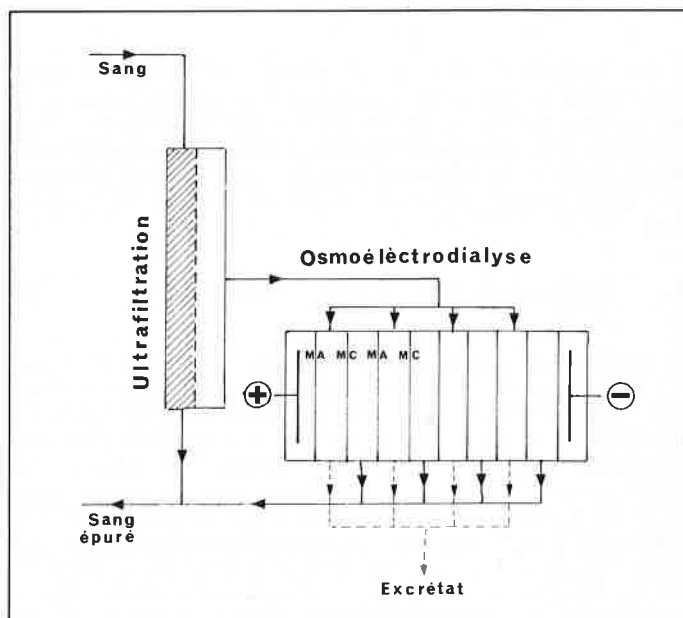 Sang
Ultrafiltration
Osmoélèctrodialyse
MA MC MA MC
+
−
Sang
épuré
Excrétat